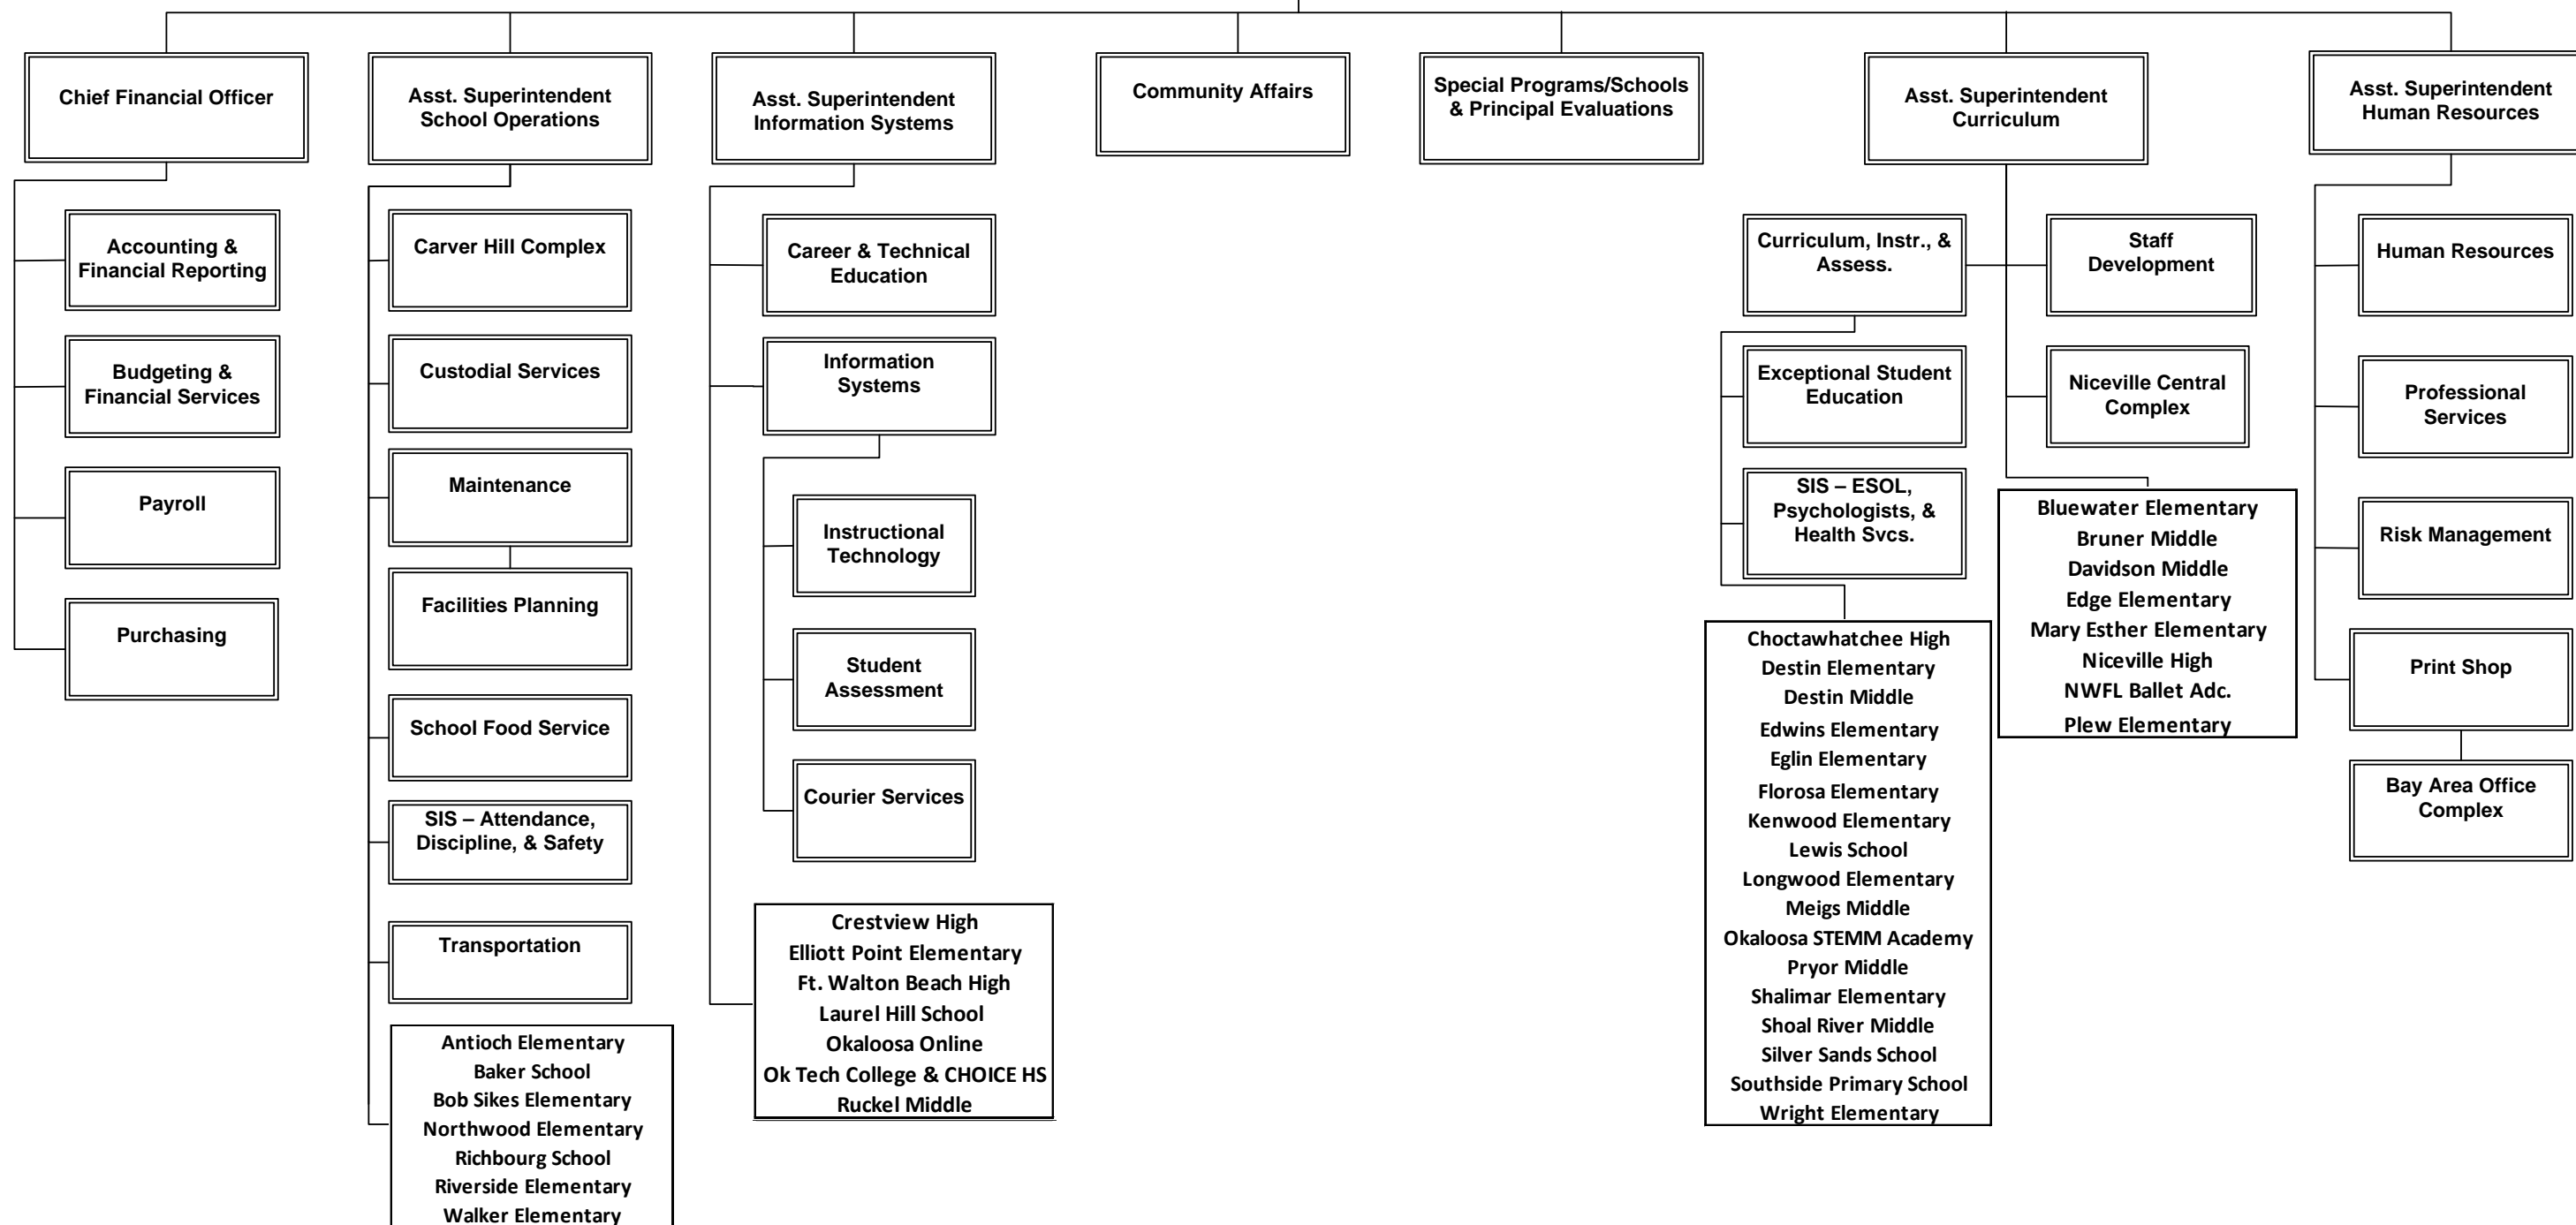 Chief Financial Officer
Asst. Superintendent
School Operations
Asst. Superintendent
Information Systems
Community Affairs
Special Programs/Schools
& Principal Evaluations
Asst. Superintendent
Curriculum
Asst. Superintendent
Human Resources
Accounting &
Financial Reporting
Budgeting &
Financial Services
Payroll
Purchasing
Carver Hill Complex
Custodial Services
Maintenance
Facilities Planning
School Food Service
SIS – Attendance,
Discipline, & Safety
Transportation
Antioch Elementary
Baker School
Bob Sikes Elementary
Northwood Elementary
Richbourg School
Riverside Elementary
Walker Elementary
Career & Technical
Education
Information
Systems
Instructional
Technology
Student
Assessment
Courier Services
Crestview High
Elliott Point Elementary
Ft. Walton Beach High
Laurel Hill School
Okaloosa Online
Ok Tech College & CHOICE HS
Ruckel Middle
Curriculum, Instr., &
Assess.
Exceptional Student
Education
SIS – ESOL,
Psychologists, &
Health Svcs.
Choctawhatchee High
Destin Elementary
Destin Middle
Edwins Elementary
Eglin Elementary
Florosa Elementary
Kenwood Elementary
Lewis School
Longwood Elementary
Meigs Middle
Okaloosa STEMM Academy
Pryor Middle
Shalimar Elementary
Shoal River Middle
Silver Sands School
Southside Primary School
Wright Elementary
Staff
Development
Niceville Central
Complex
Bluewater Elementary
Bruner Middle
Davidson Middle
Edge Elementary
Mary Esther Elementary
Niceville High
NWFL Ballet Adc.
Plew Elementary
Human Resources
Professional
Services
Risk Management
Print Shop
Bay Area Office
Complex